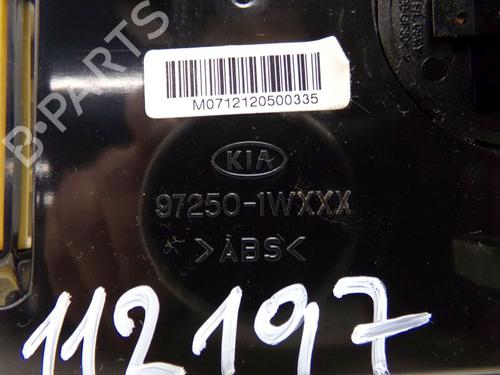 B-PARTS
M0712120500335
KIA
97250-1WXXX
>ABS<
112197